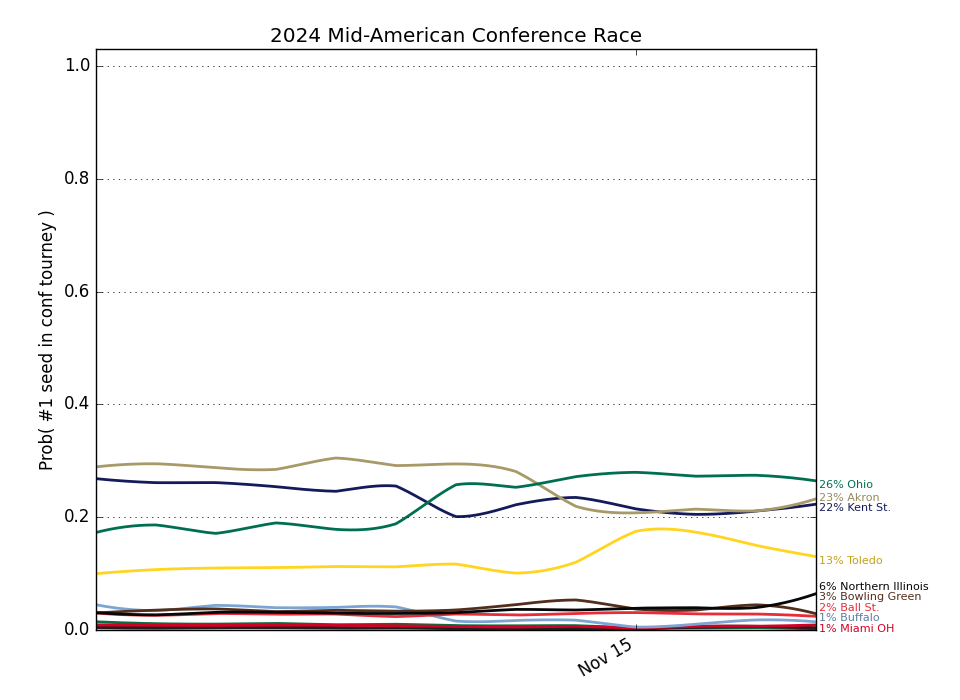 2024 Mid-American Conference Race
Prob( #1 seed in conf tourney )
1.0
0.8
0.6
0.4
0.2
0.0
Nov 15
26% Ohio
23% Akron
22% Kent St.
13% Toledo
6% Northern Illinois
3% Bowling Green
2% Ball St.
1% Buffalo
1% Miami OH